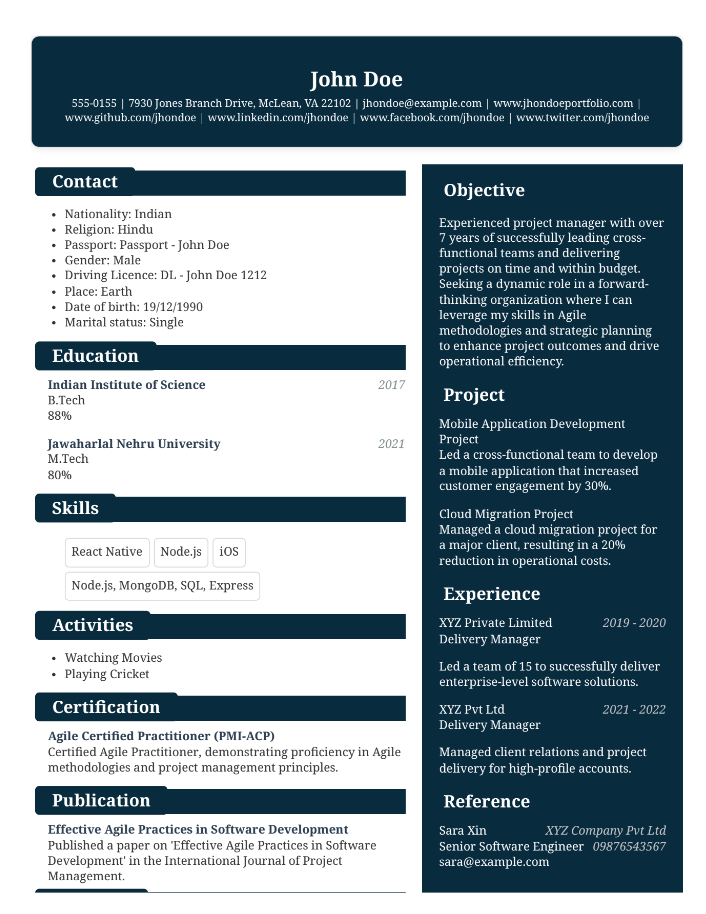 John Doe
555-0155 | 7930 Jones Branch Drive, McLean, VA 22102 | jhondoe@example.com | www.jhondoeportfolio.com |
www.github.com/jhondoe | www.linkedin.com/jhondoe | www.facebook.com/jhondoe | www.twitter.com/jhondoe
Contact
• Nationality: Indian
• Religion: Hindu
• Passport: Passport - John Doe
• Gender: Male
• Driving Licence: DL - John Doe 1212
• Place: Earth
• Date of birth: 19/12/1990
• Marital status: Single
Education
Indian Institute of Science 2017
B.Tech
88%
Jawaharlal Nehru University 2021
M.Tech
80%
Skills
React Native Node.js iOS
Node.js, MongoDB, SQL, Express
Activities
• Watching Movies
• Playing Cricket
Certification
Agile Certified Practitioner (PMI-ACP)
Certified Agile Practitioner, demonstrating proficiency in Agile
methodologies and project management principles.
Publication
Effective Agile Practices in Software Development
Published a paper on 'Effective Agile Practices in Software
Development' in the International Journal of Project
Management.
Objective
Experienced project manager with over
7 years of successfully leading cross-
functional teams and delivering
projects on time and within budget.
Seeking a dynamic role in a forward-
thinking organization where I can
leverage my skills in Agile
methodologies and strategic planning
to enhance project outcomes and drive
operational efficiency.
Project
Mobile Application Development
Project
Led a cross-functional team to develop
a mobile application that increased
customer engagement by 30%.
Cloud Migration Project
Managed a cloud migration project for
a major client, resulting in a 20%
reduction in operational costs.
Experience
XYZ Private Limited 2019 - 2020
Delivery Manager
Led a team of 15 to successfully deliver
enterprise-level software solutions.
XYZ Pvt Ltd 2021 - 2022
Delivery Manager
Managed client relations and project
delivery for high-profile accounts.
Reference
Sara Xin XYZ Company Pvt Ltd
Senior Software Engineer 09876543567
sara@example.com